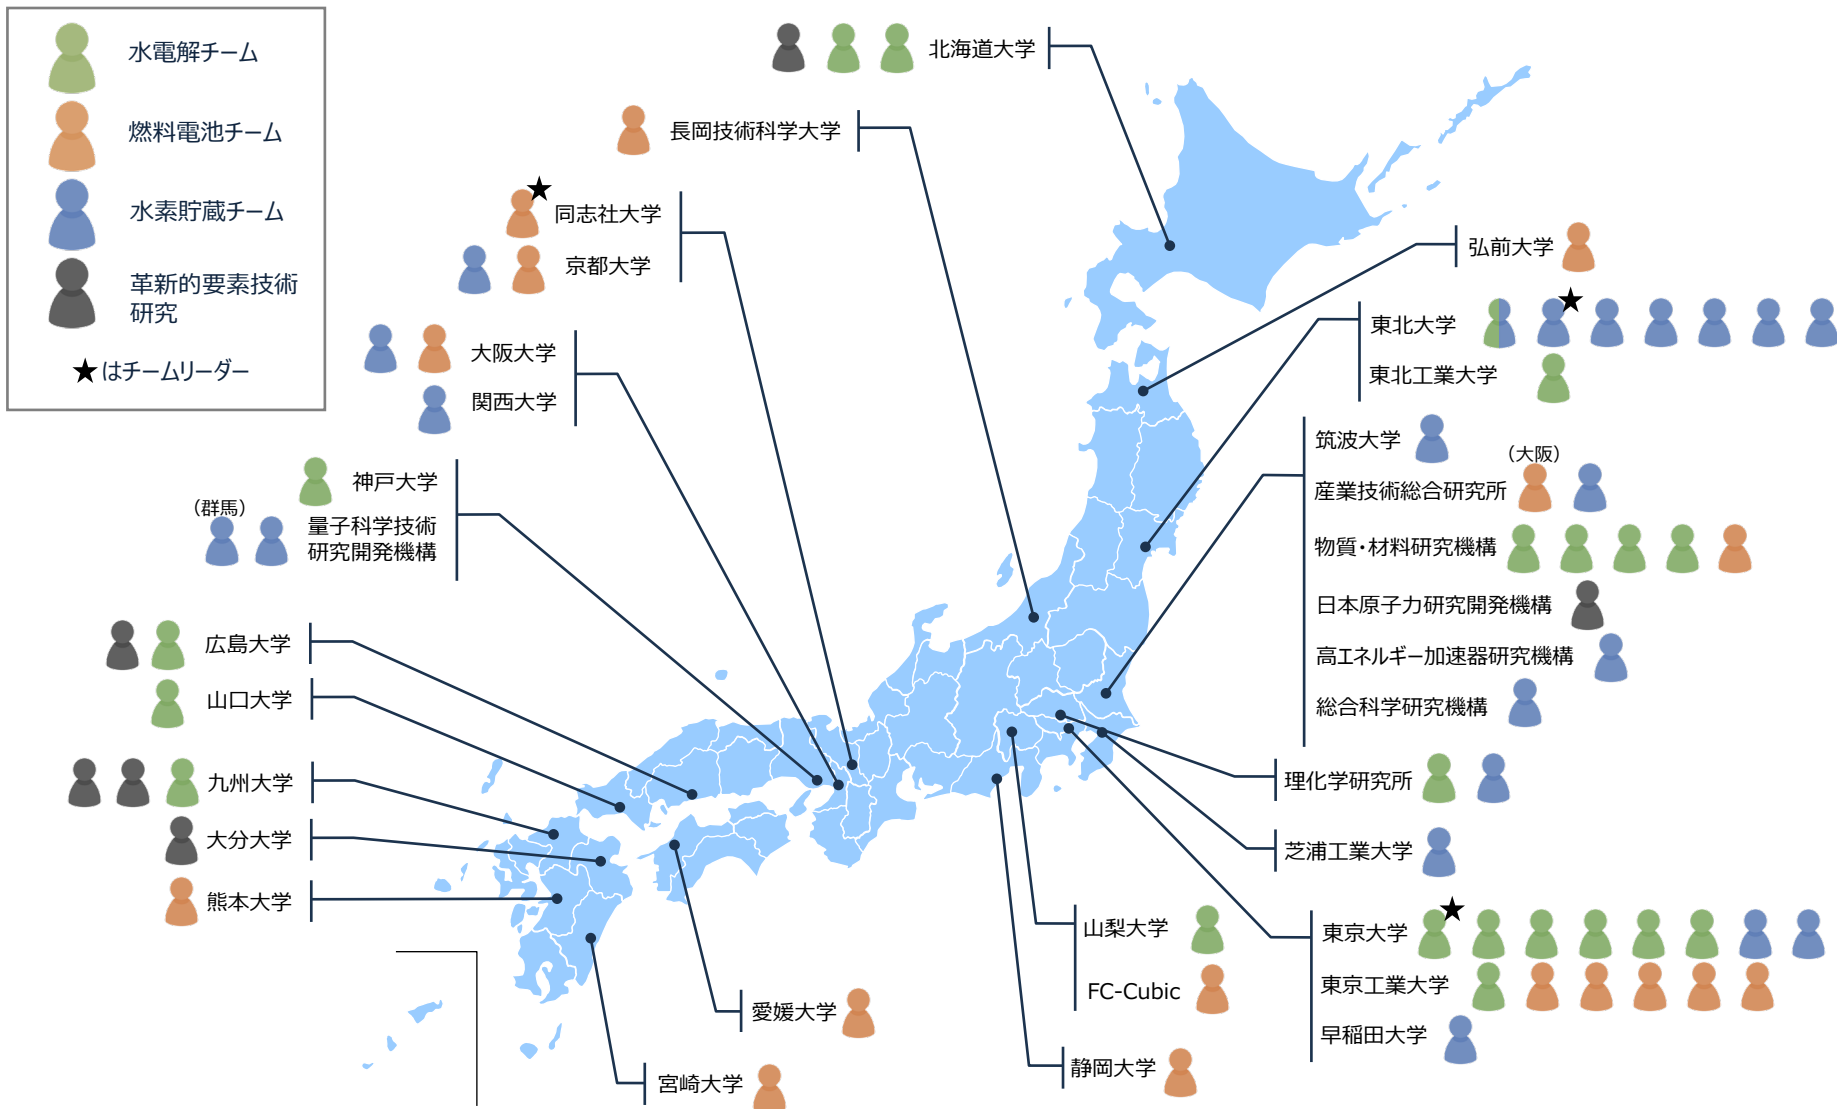 水電解チーム
燃料電池チーム
水素貯蔵チーム
革新的要素技術
研究
★はチームリーダー
北海道大学
長岡技術科学大学
★
同志社大学
京都大学
大阪大学
関西大学
神戸大学
(群馬)
量子科学技術
研究開発機構
広島大学
山口大学
九州大学
大分大学
熊本大学
弘前大学
★
東北大学
東北工業大学
筑波大学
(大阪)
産業技術総合研究所
物質・材料研究機構
日本原子力研究開発機構
高エネルギー加速器研究機構
総合科学研究機構
理化学研究所
芝浦工業大学
★
東京大学
東京工業大学
早稲田大学
山梨大学
FC-Cubic
静岡大学
愛媛大学
宮崎大学